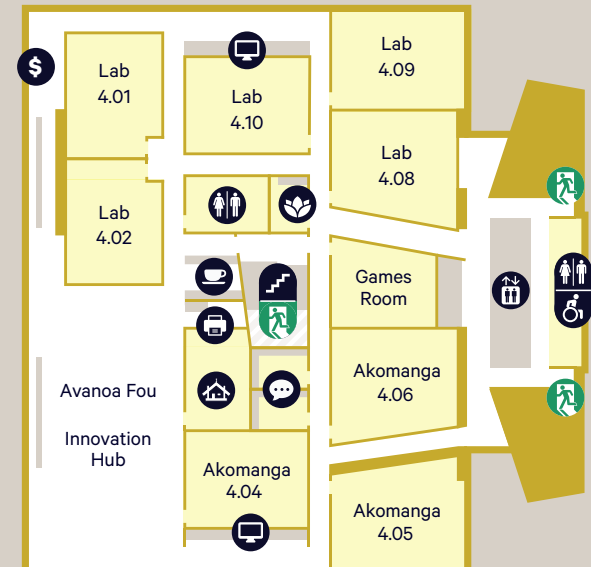 $
Lab
4.01
Lab
4.10
Lab
4.09
Lab
4.08
Lab
4.02
Games
Room
Akomanga
4.06
Avanoa Fou
Innovation
Hub
Akomanga
4.04
Akomanga
4.05